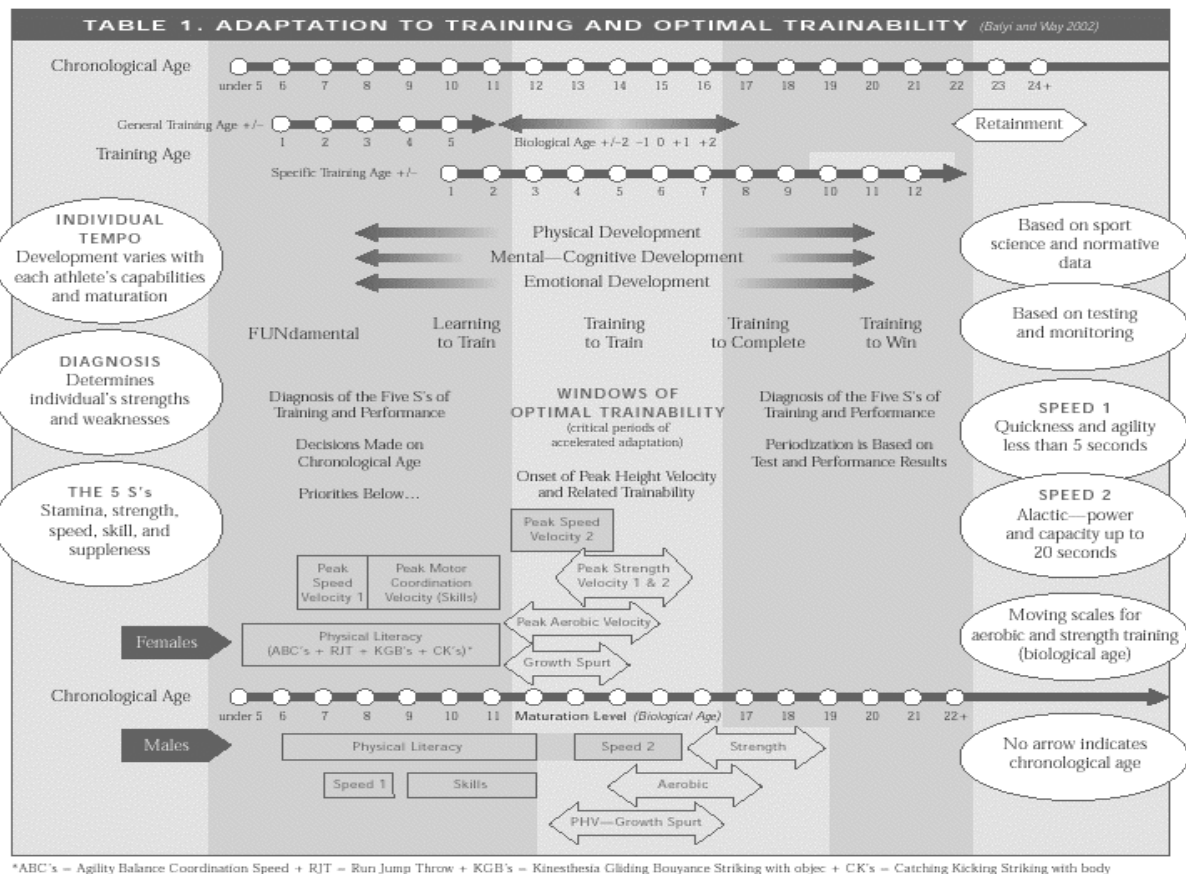 TABLE 1. ADAPTATION TO TRAINING AND OPTIMAL TRAINABILITY (Balyi and Way 2002)
Chronological Age
under 5 6 7 8 9 10 11 12 13 14 15 16 17 18 19 20 21 22 23 24+
General Training Age +/-
1 2 3 4 5
Biological Age +/-2 -1 0 +1 +2
Retainment
Training Age
Specific Training Age +/-
1 2 3 4 5 6 7 8 9 10 11 12
INDIVIDUAL
TEMPO
Development varies with
each athlete's capabilities
and maturation
DIAGNOSIS
Determines
individual's strengths
and weaknesses
THE 5 S's
Stamina, strength,
speed, skill, and
suppleness
Physical Development
Mental—Cognitive Development
Emotional Development
FUNdamental
Learning
to Train
Training
to Train
Training
to Complete
Training
to Win
Diagnosis of the Five S's of
Training and Performance
Decisions Made on
Chronological Age
Priorities Below...
WINDOWS OF
OPTIMAL TRAINABILITY
(critical periods of
accelerated adaptation)
Onset of Peak Height Velocity
and Related Trainability
Diagnosis of the Five S's of
Training and Performance
Periodization is Based on
Test and Performance Results
Based on sport
science and normative
data
Based on testing
and monitoring
SPEED 1
Quickness and agility
less than 5 seconds
SPEED 2
Alactic—power
and capacity up to
20 seconds
Moving scales for
aerobic and strength training
(biological age)
No arrow indicates
chronological age
Peak Speed
Velocity 2
Peak
Speed
Velocity 1
Peak Motor
Coordination
Velocity (Skills)
Peak Strength
Velocity 1 & 2
Peak Aerobic Velocity
Females
Physical Literacy
(ABC's + RJT + KGB's + CK's)*
Growth Spurt
Chronological Age
under 5 6 7 8 9 10 11 Maturation Level (Biological Age) 17 18 19 20 21 22+
Males
Physical Literacy
Speed 2
Strength
Speed 1
Skills
Aerobic
PHV—Growth Spurt
*ABC's = Agility Balance Coordination Speed + RJT = Run Jump Throw + KGB's = Kinesthesia Gliding Bouyance Striking with objec + CK's = Catching Kicking Striking with body